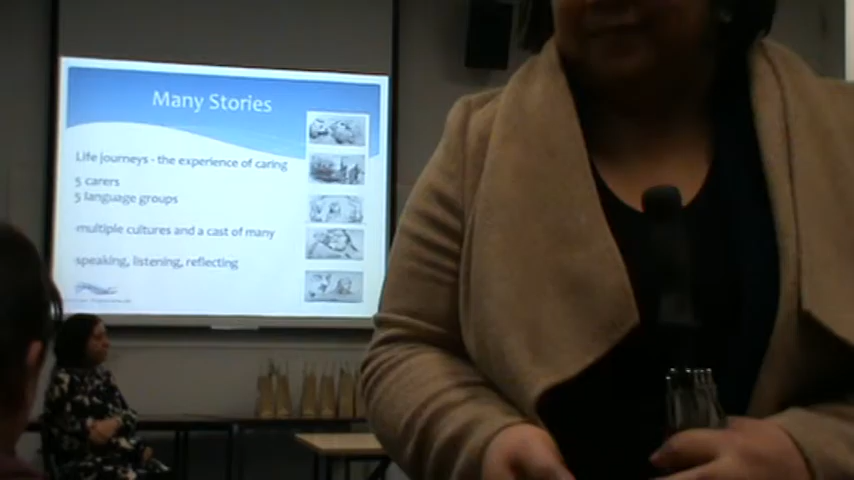 Many Stories
Life journeys - the experience of caring
5 carers
5 language groups
multiple cultures and a cast of many
speaking, listening, reflecting